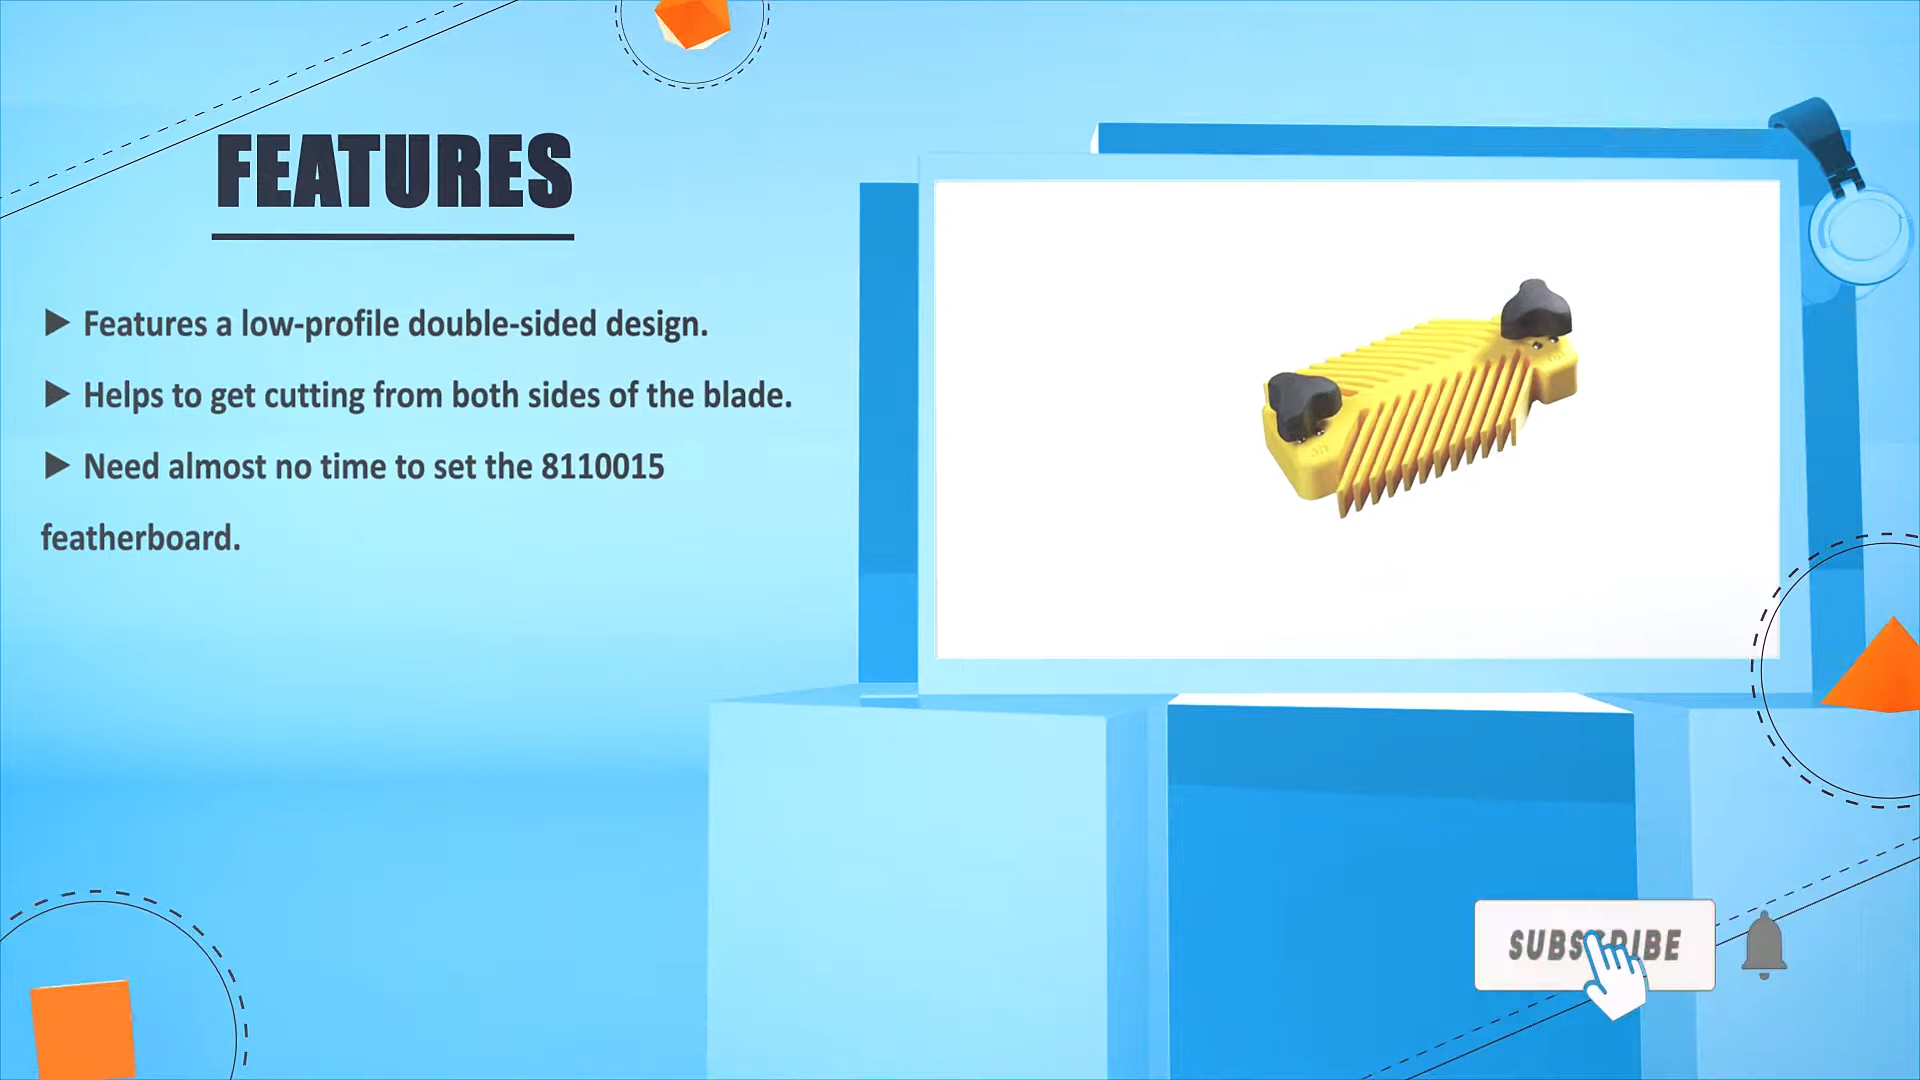 FEATURES
▶ Features a low-profile double-sided design.
▶ Helps to get cutting from both sides of the blade.
▶ Need almost no time to set the 8110015
featherboard.
SUBSCRIBE